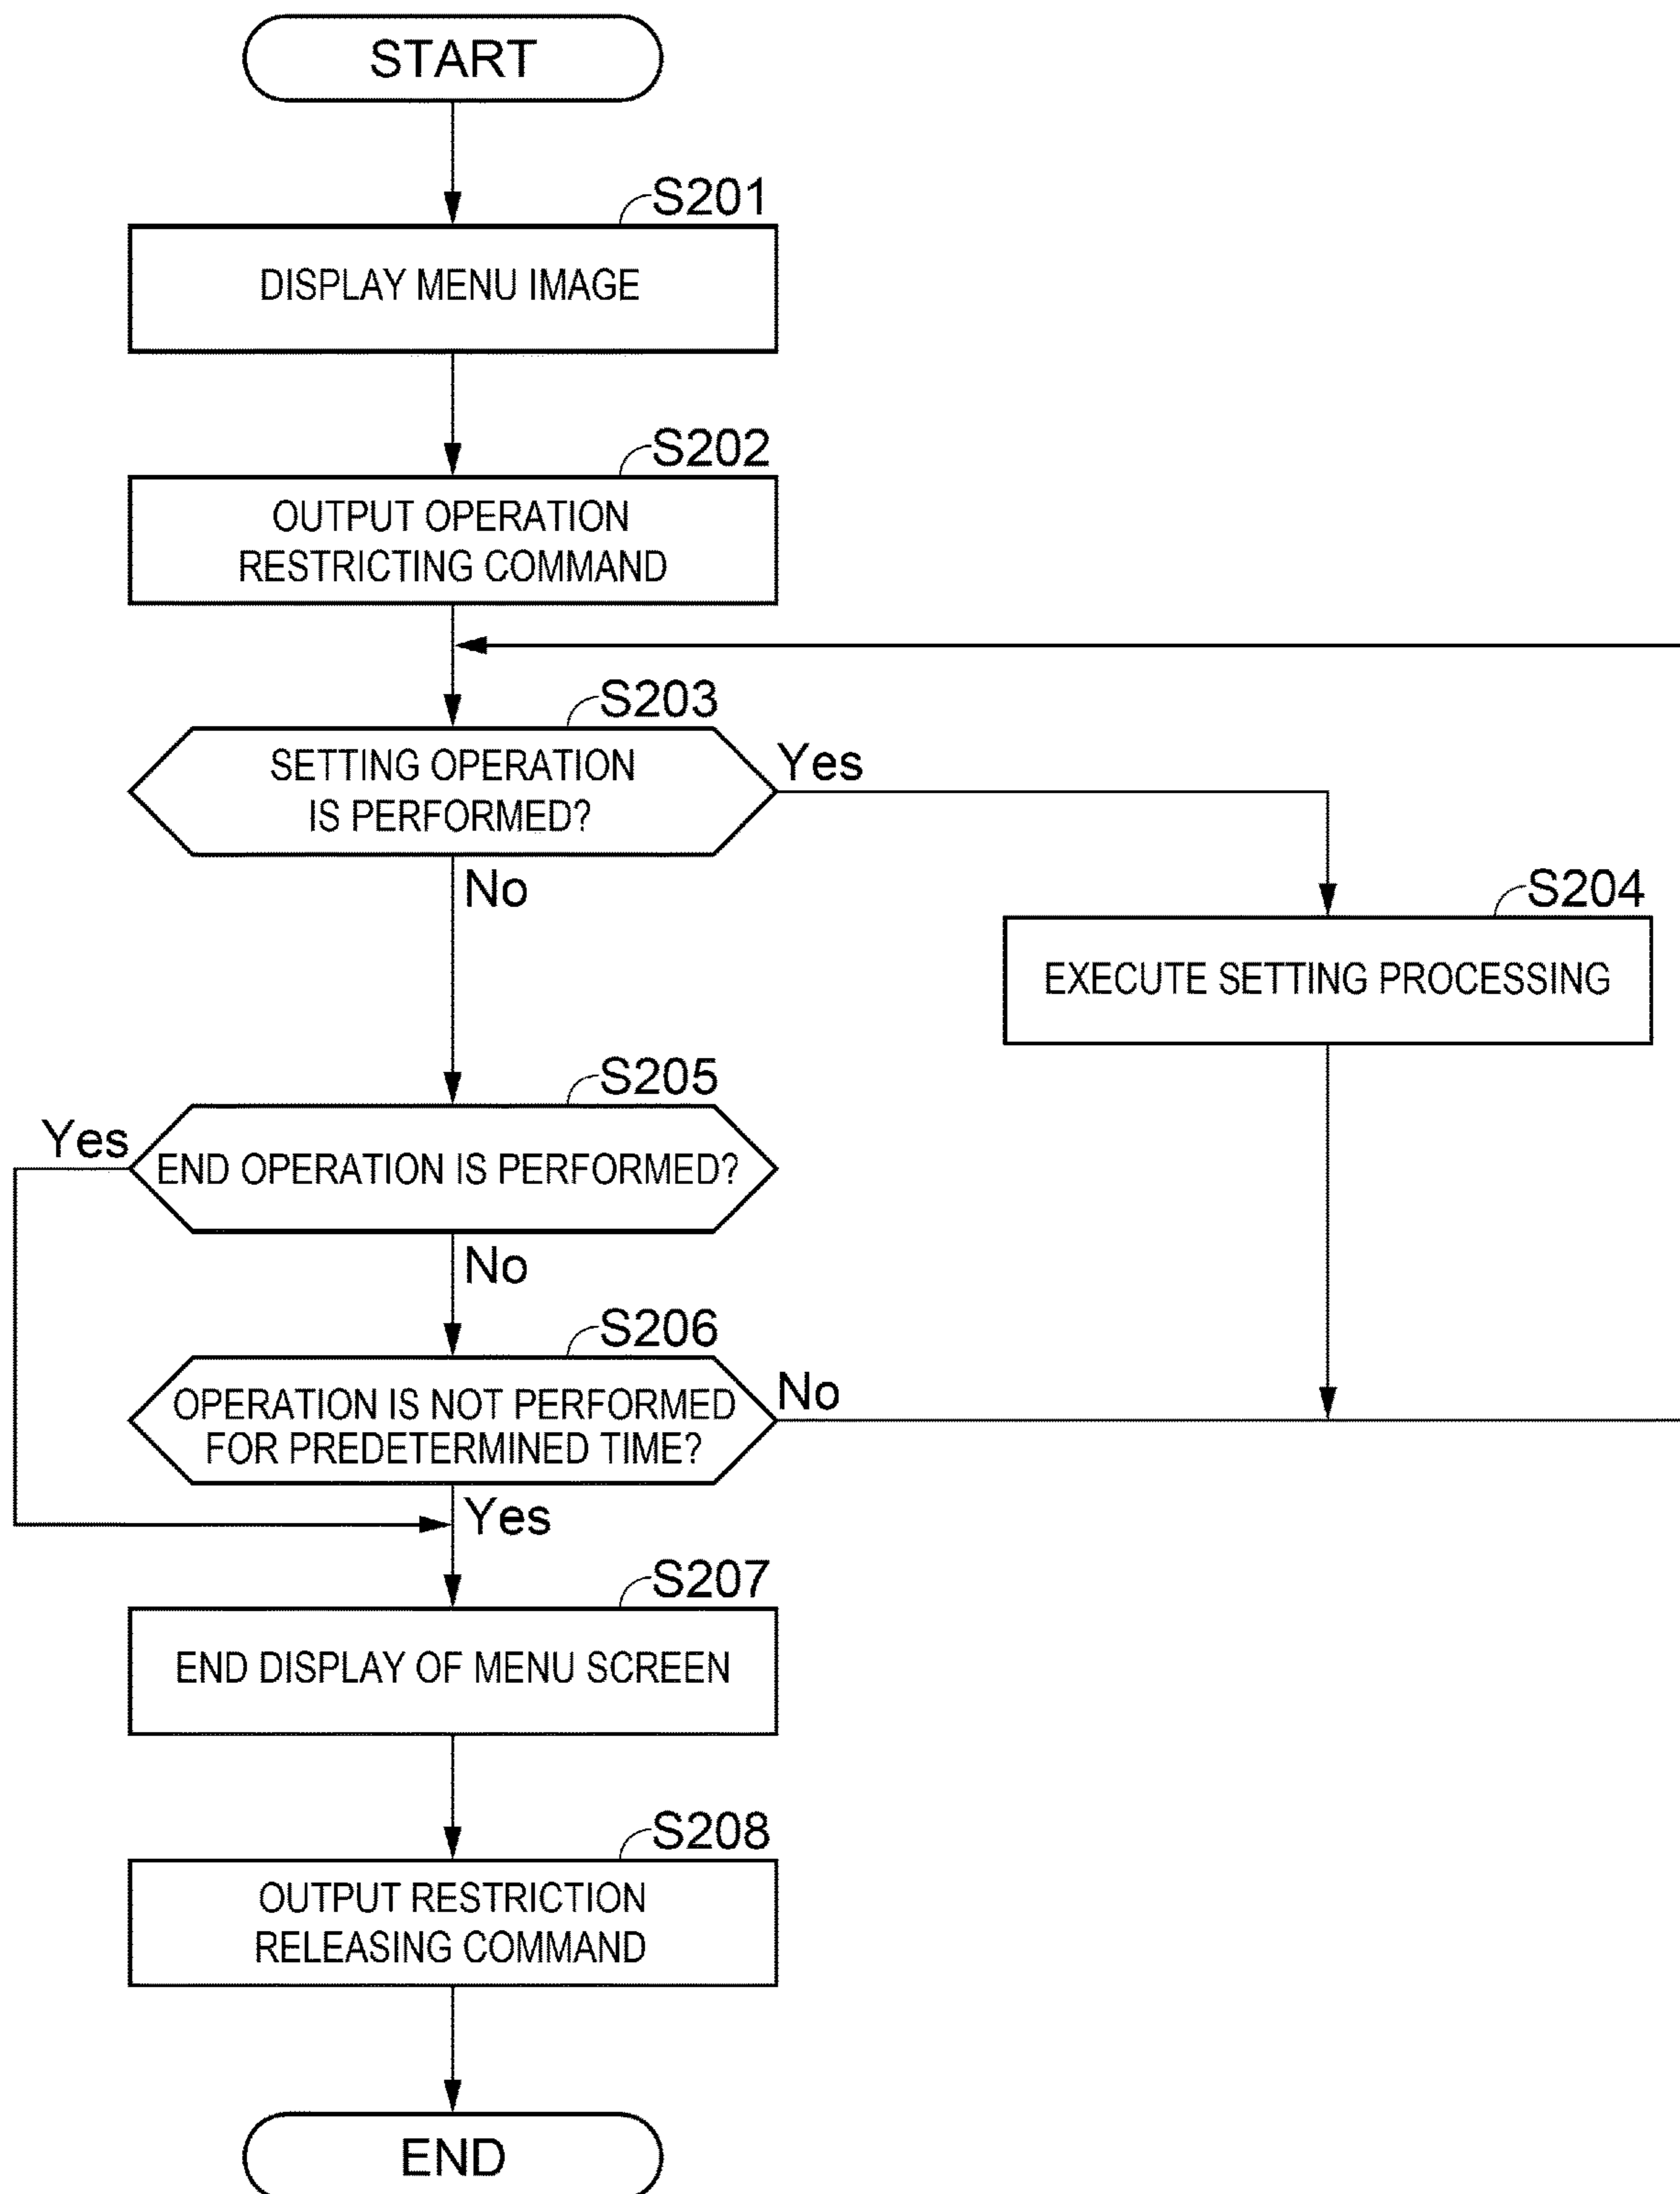 START
S201
DISPLAY MENU IMAGE
S202
OUTPUT OPERATION
RESTRICTING COMMAND
S203
SETTING OPERATION
IS PERFORMED?
Yes
No
S204
EXECUTE SETTING PROCESSING
S205
Yes
END OPERATION IS PERFORMED?
No
S206
OPERATION IS NOT PERFORMED
FOR PREDETERMINED TIME?
No
Yes
S207
END DISPLAY OF MENU SCREEN
S208
OUTPUT RESTRICTION
RELEASING COMMAND
END